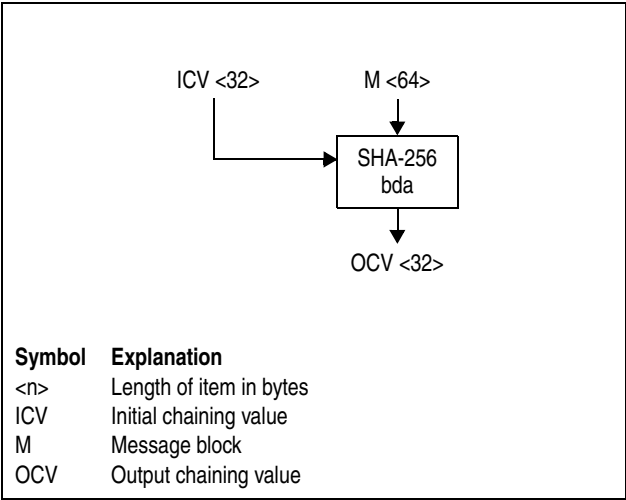 ICV <32> M <64>
SHA-256
bda
OCV <32>
Symbol Explanation
<n> Length of item in bytes
ICV Initial chaining value
M Message block
OCV Output chaining value